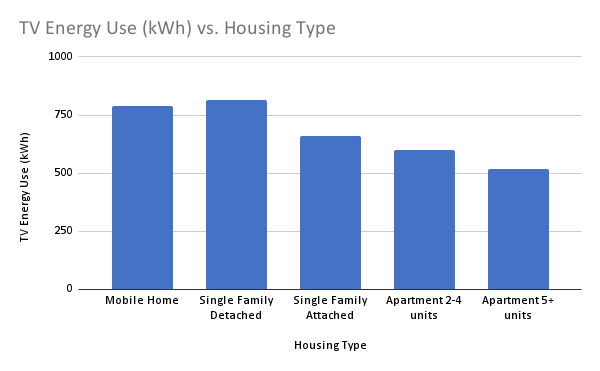 TV Energy Use (kWh) vs. Housing Type
1000
750
500
250
0
TV Energy Use (kWh)
Mobile Home
Single Family
Detached
Single Family
Attached
Apartment 2-4
units
Apartment 5+
units
Housing Type